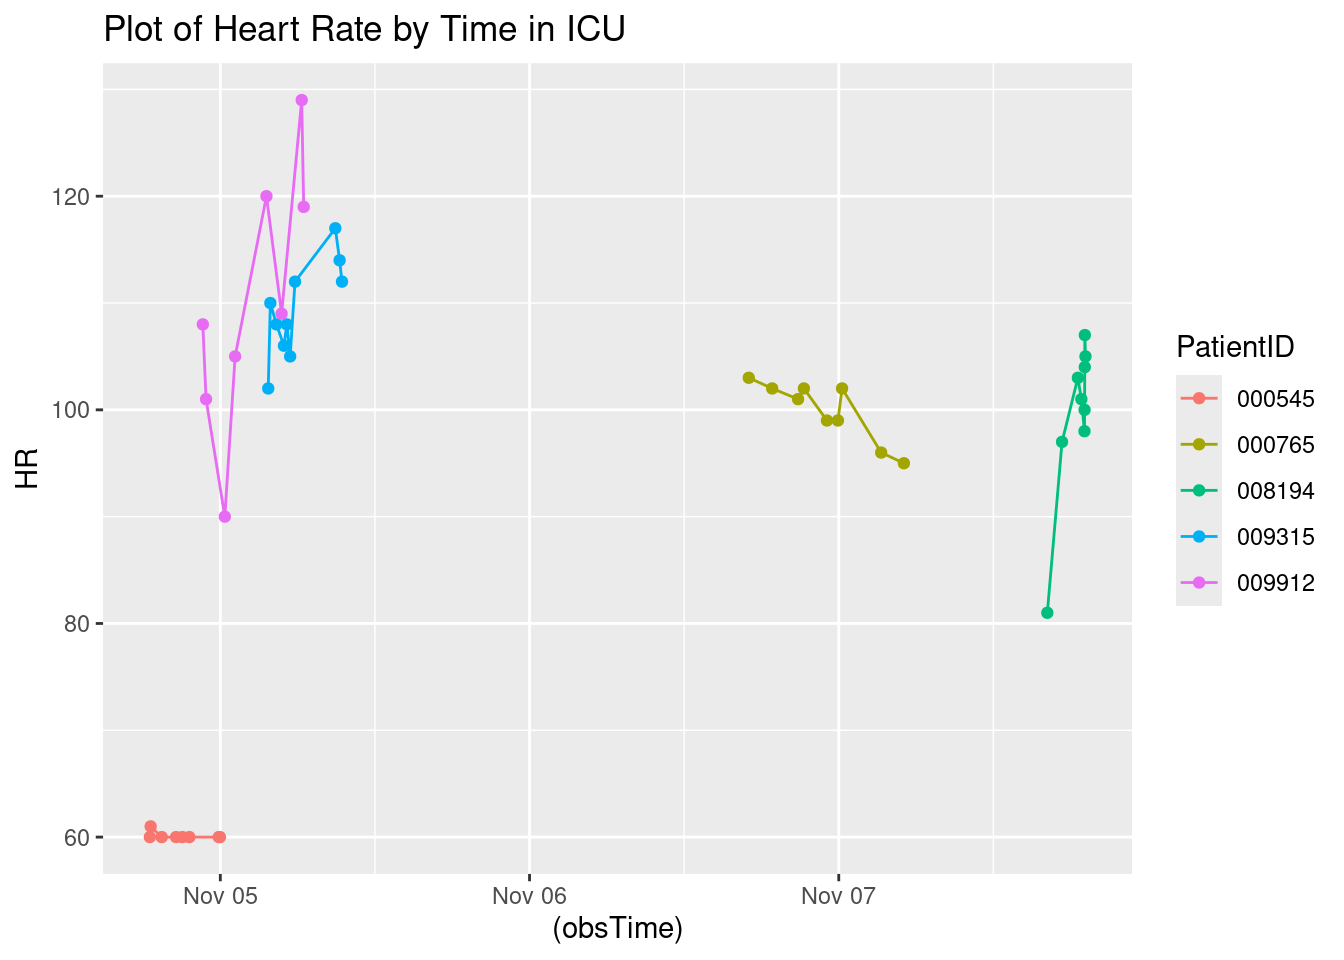 Plot of Heart Rate by Time in ICU
120
100
80
60
HR
Nov 05 Nov 06 Nov 07
(obsTime)
PatientID
000545
000765
008194
009315
009912